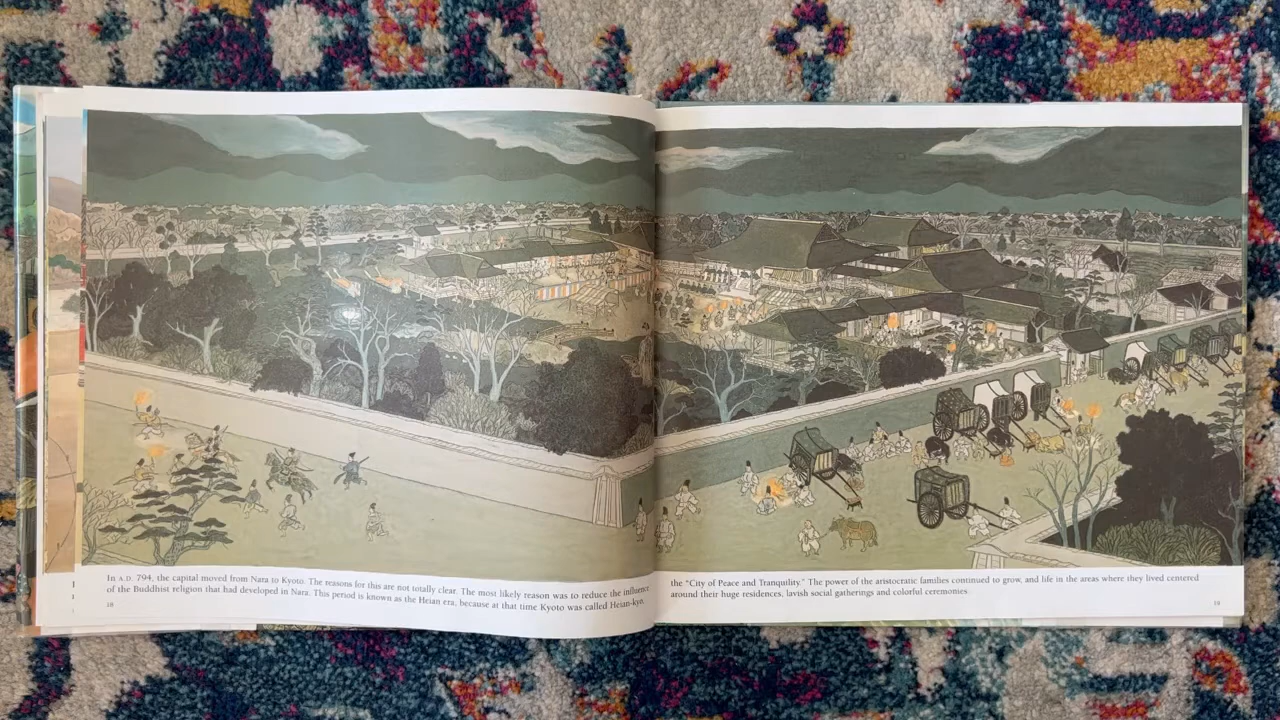 In A.D. 794, the capital moved from Nara to Kyoto. The reasons for this are not totally clear. The most likely reason was to reduce the influence
of the Buddhist religion that had developed in Nara. This period is known as the Heian era, because at that time Kyoto was called Heian-kyo,
18
the "City of Peace and Tranquility." The power of the aristocratic families continued to grow, and life in the areas where they lived centered
around their huge residences, lavish social gatherings and colorful ceremonies.
19